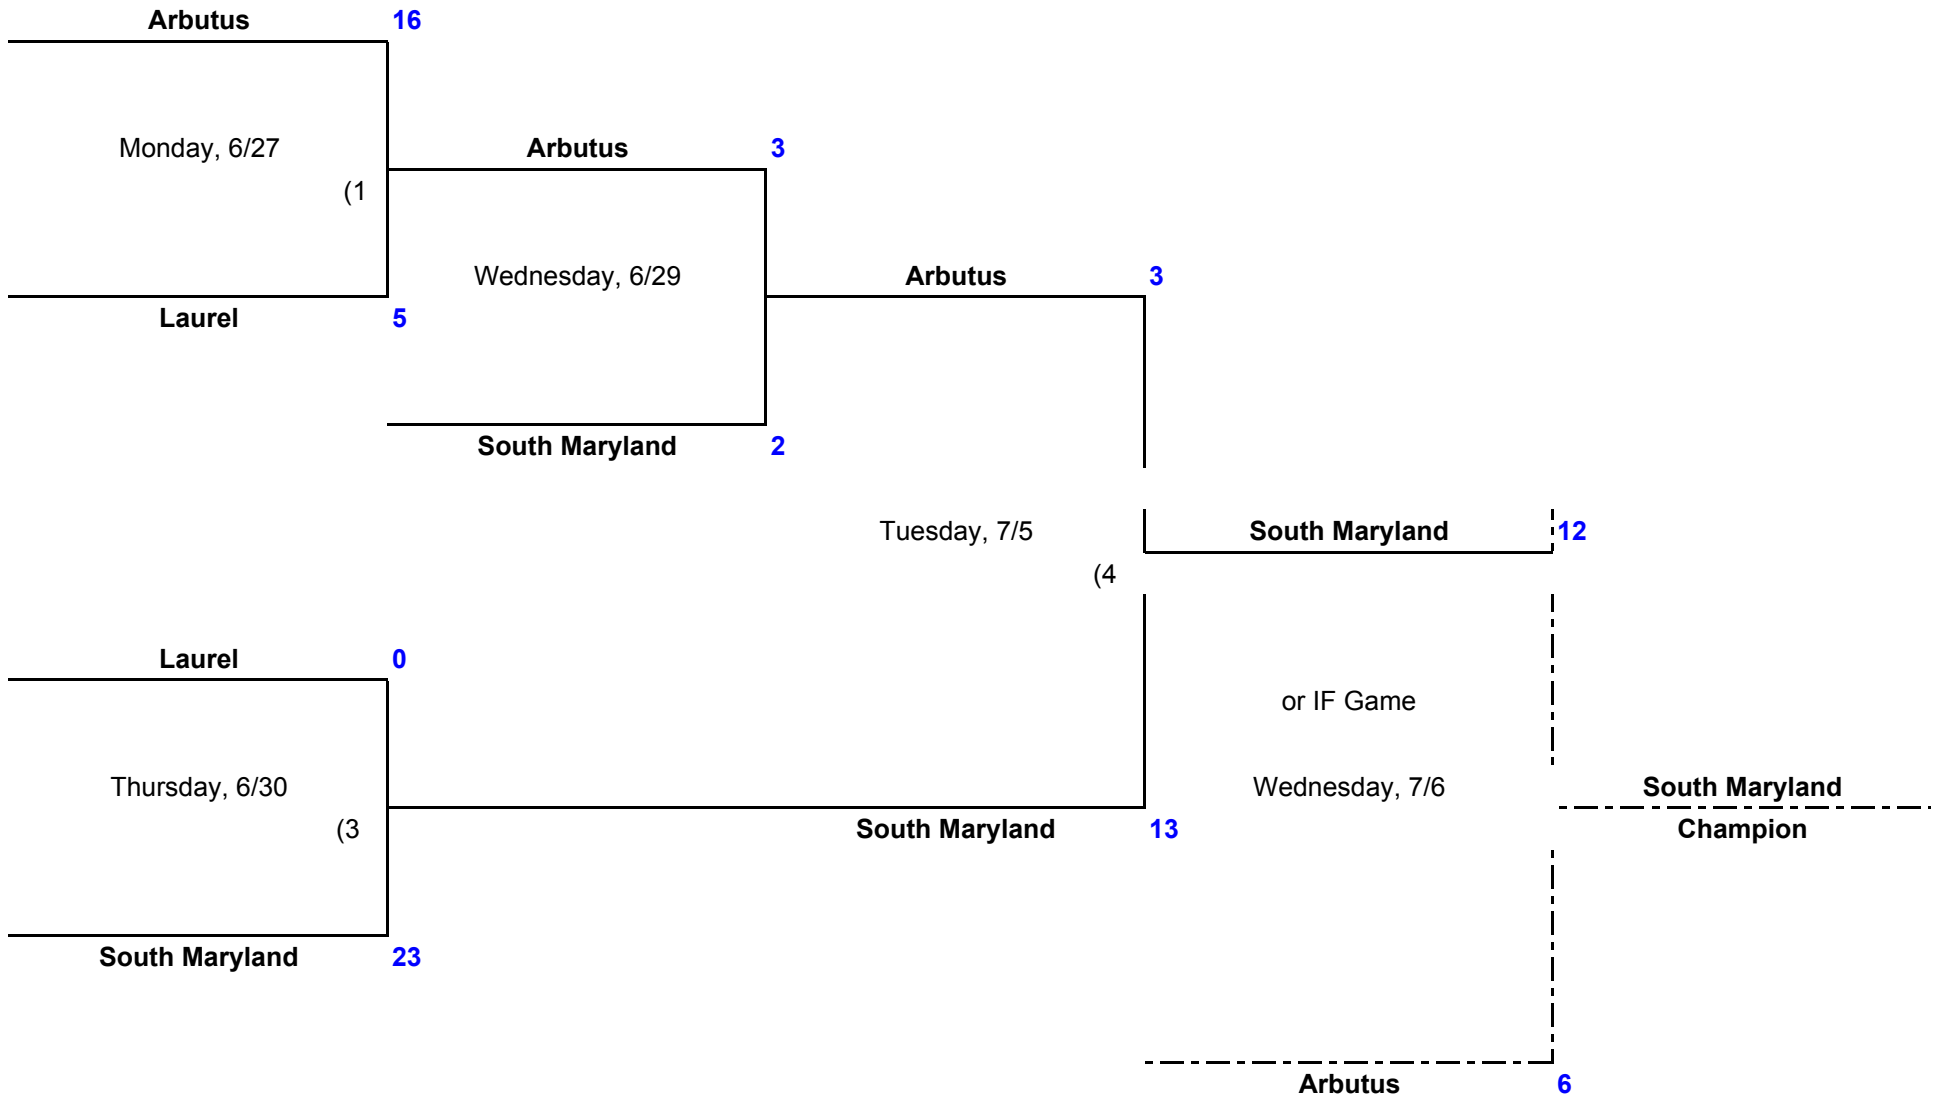 Arbutus 16
Monday, 6/27 Arbutus 3
(1
Wednesday, 6/29 Arbutus 3
Laurel 5
South Maryland 2
Tuesday, 7/5 South Maryland 12
(4
Laurel 0
or IF Game
Thursday, 6/30 Wednesday, 7/6 South Maryland
(3 South Maryland 13 Champion
South Maryland 23
Arbutus 6